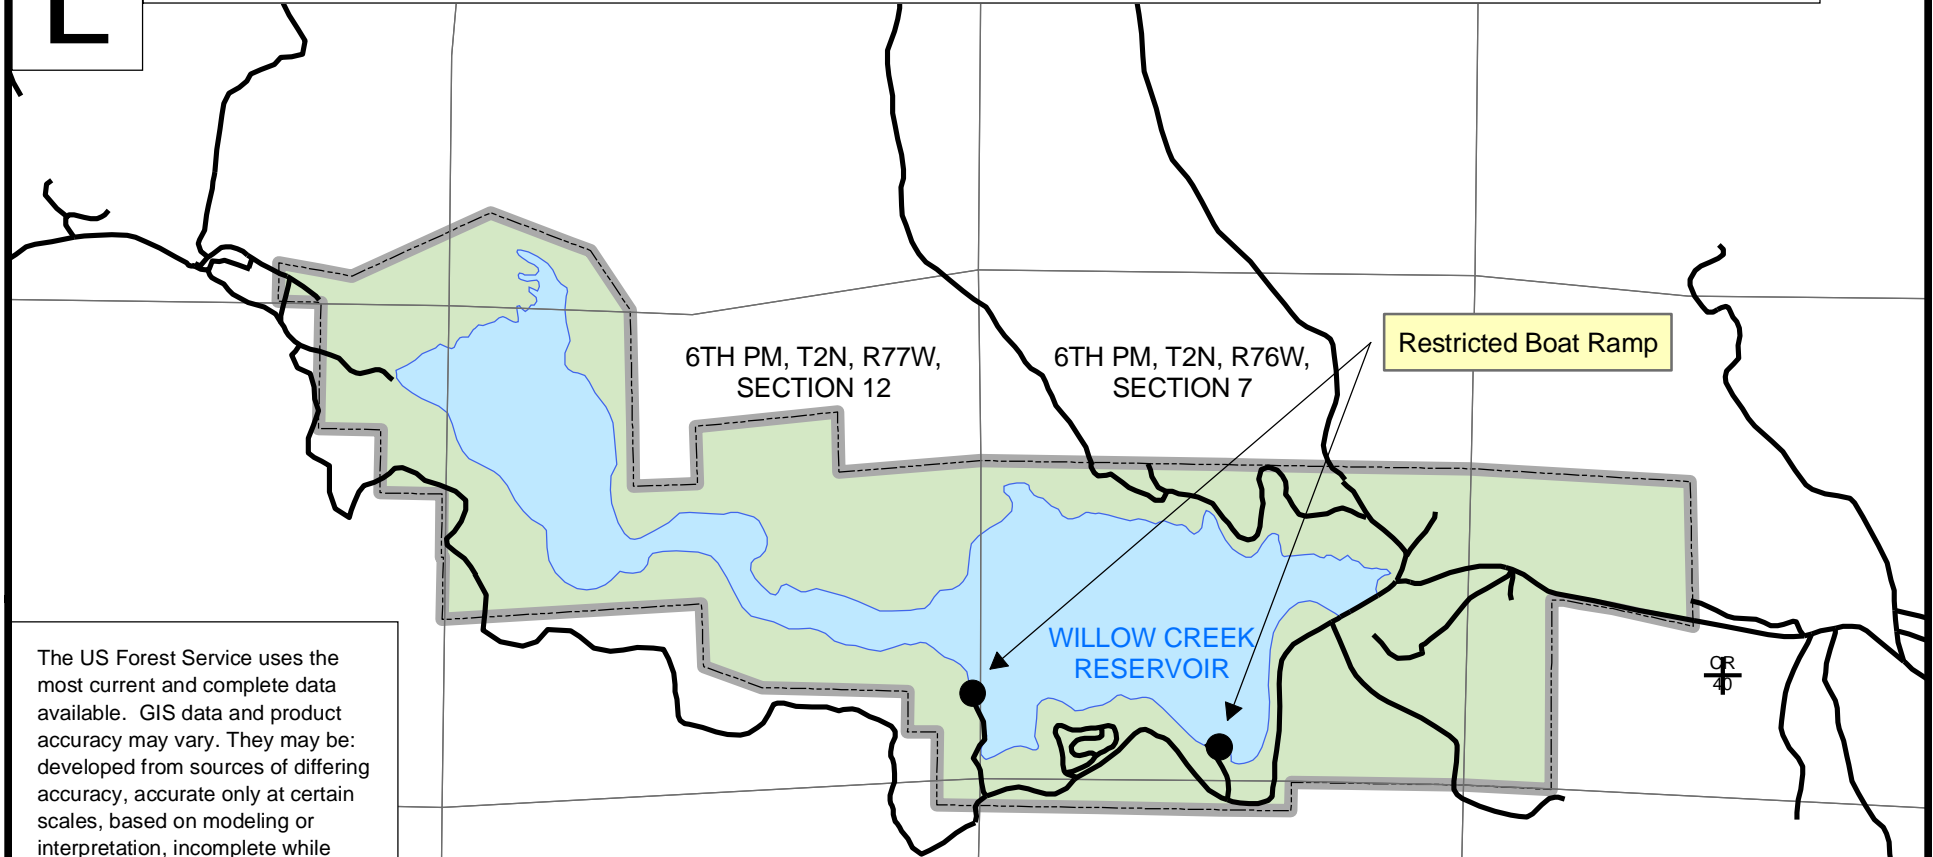 6TH PM, T2N, R77W,
SECTION 12
6TH PM, T2N, R76W,
SECTION 7
Restricted Boat Ramp
WILLOW CREEK
RESERVOIR
CR
40
The US Forest Service uses the
most current and complete data
available.  GIS data and product
accuracy may vary. They may be:
developed from sources of differing
accuracy, accurate only at certain
scales, based on modeling or
interpretation, incomplete while